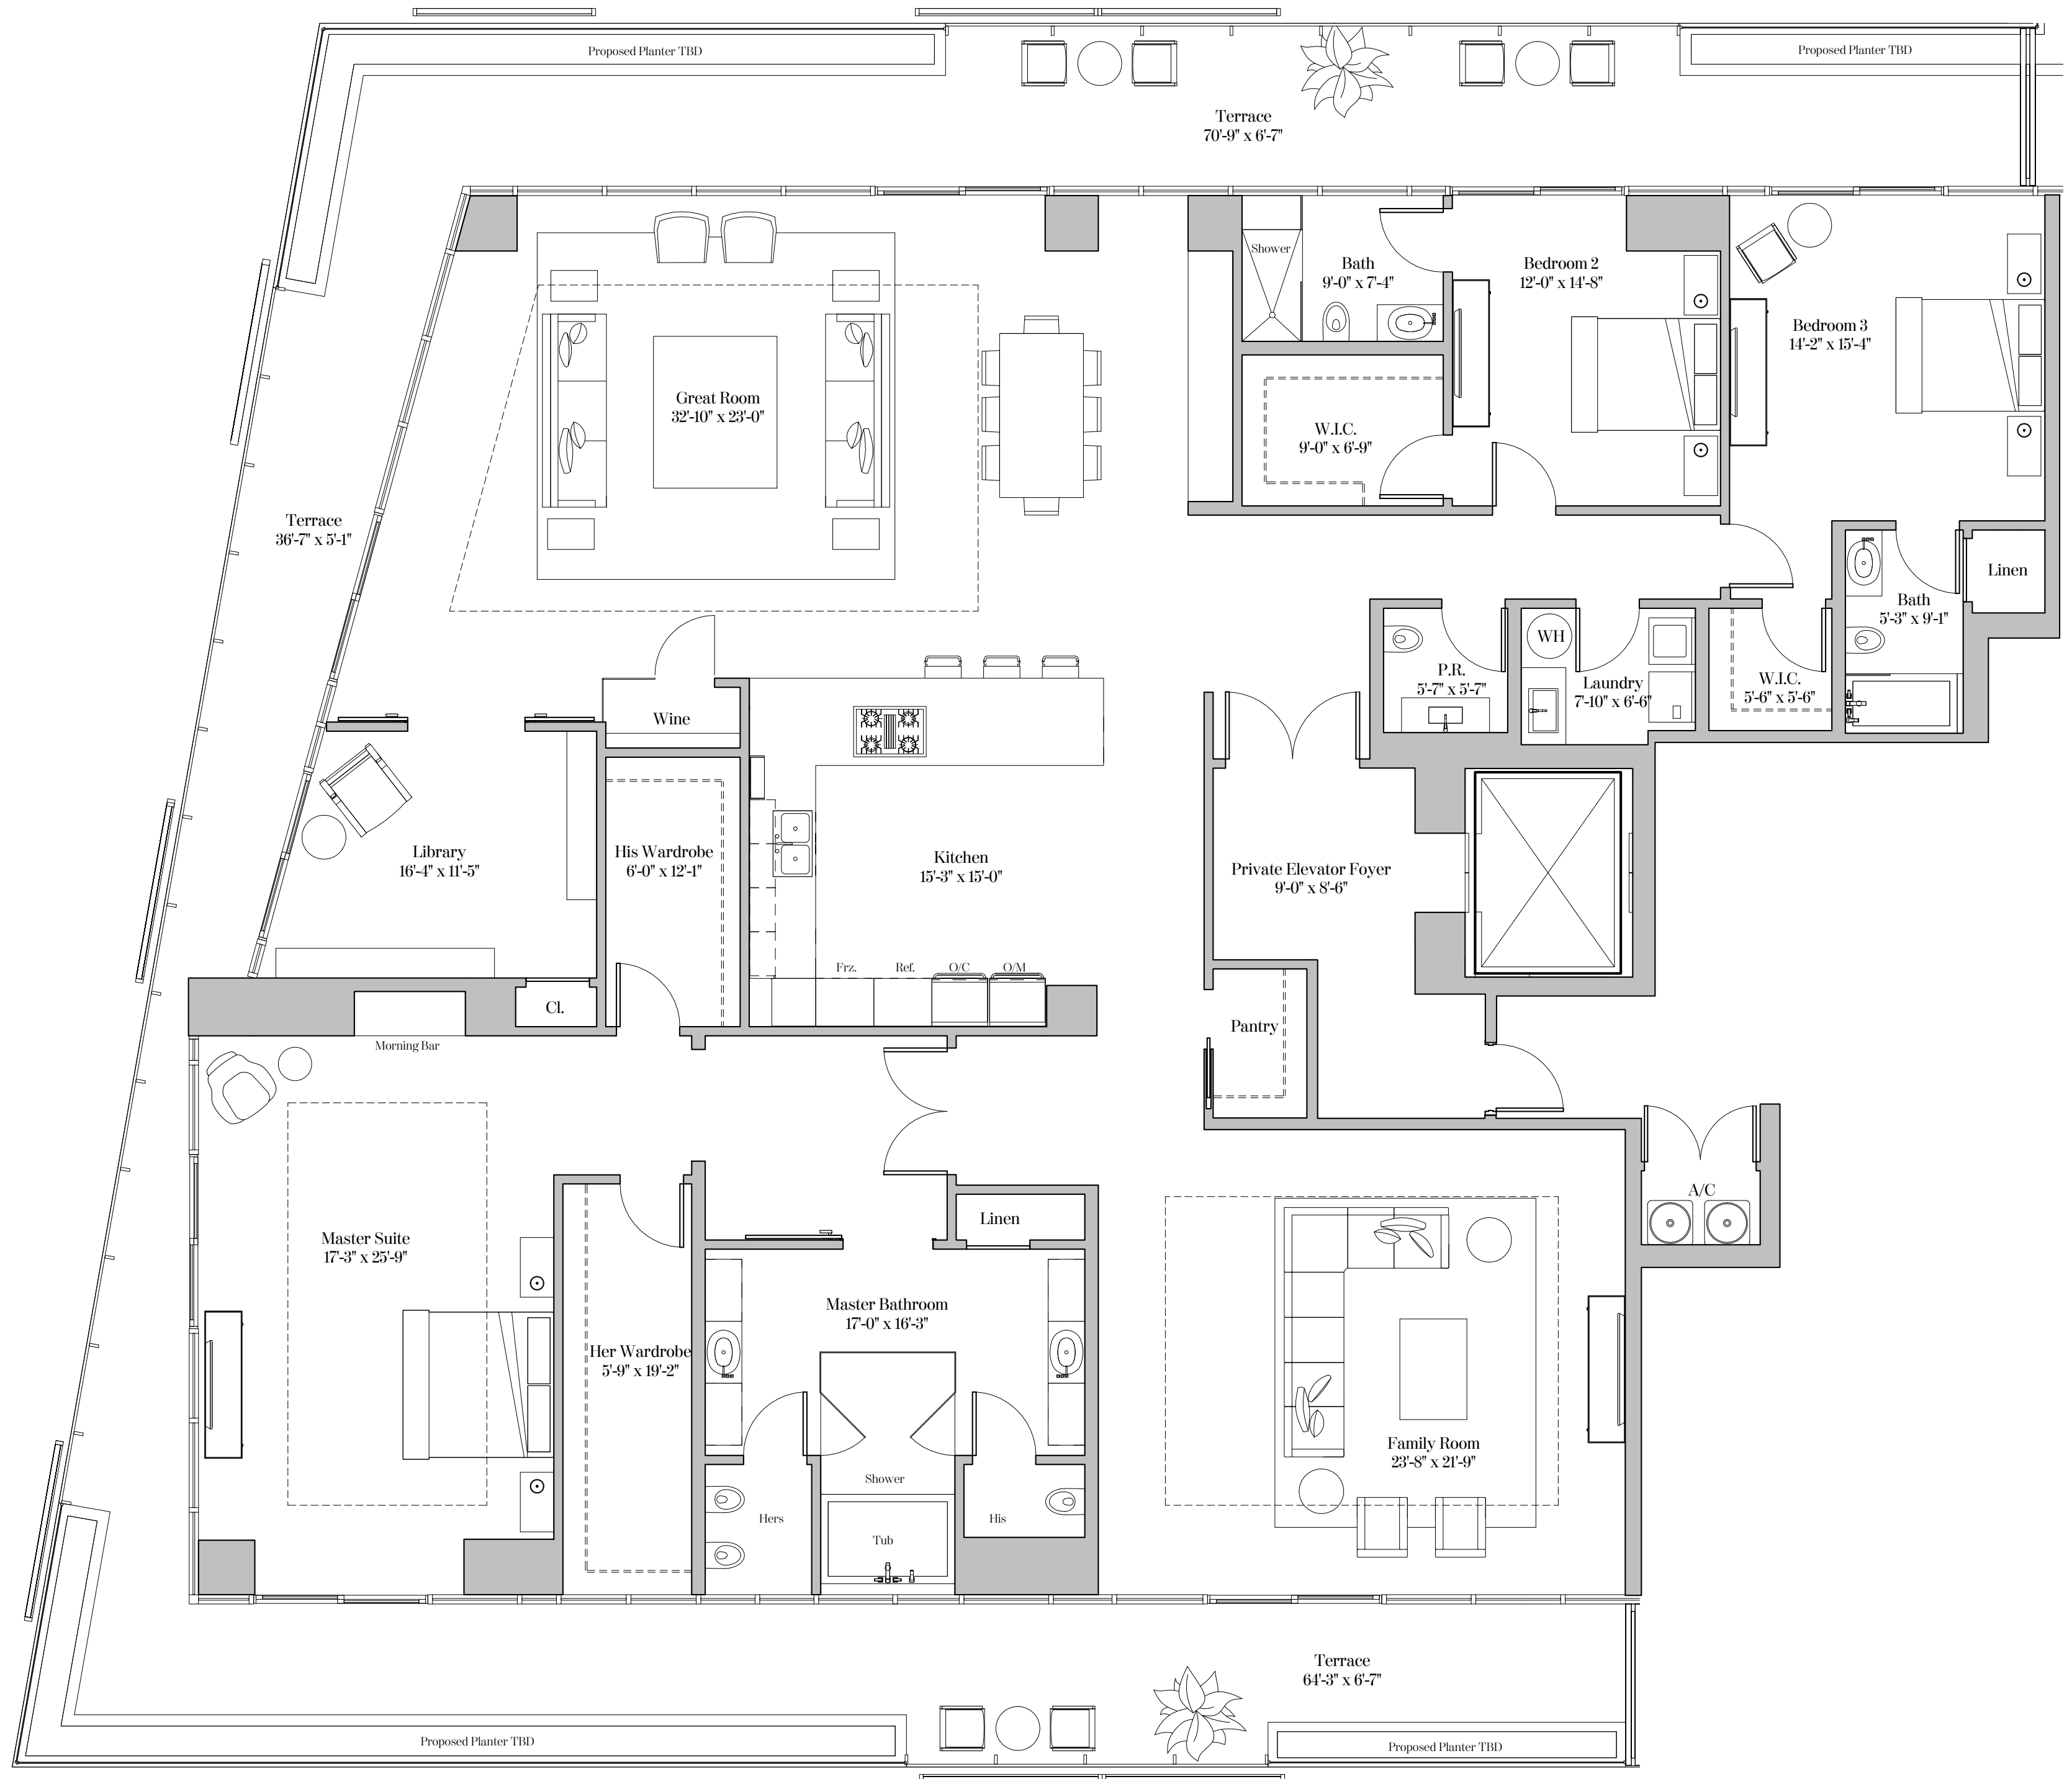 Proposed Planter TBD
Proposed Planter TBD
Terrace
70'-9" x 6'-7"
Shower
Bath
9'-0" x 7'-4"
Bedroom 2
12'-0" x 14'-8"
Bedroom 3
14'-2" x 15'-4"
Great Room
32'-10" x 23'-0"
W.I.C.
9'-0" x 6'-9"
Terrace
36'-7" x 5'-1"
Linen
Bath
5'-3" x 9'-1"
WH
P.R.
5'-7" x 5'-7"
Laundry
7'-10" x 6'-6"
W.I.C.
5'-6" x 5'-6"
Wine
Library
16'-4" x 11'-5"
His Wardrobe
6'-0" x 12'-1"
Kitchen
15'-3" x 15'-0"
Private Elevator Foyer
9'-0" x 8'-6"
Frz.
Ref.
O/C
O/M
Cl.
Pantry
Morning Bar
A/C
Linen
Master Suite
17'-3" x 25'-9"
Master Bathroom
17'-0" x 16'-3"
Her Wardrobe
5'-9" x 19'-2"
Family Room
23'-8" x 21'-9"
Shower
Hers
His
Tub
Terrace
64'-3" x 6'-7"
Proposed Planter TBD
Proposed Planter TBD